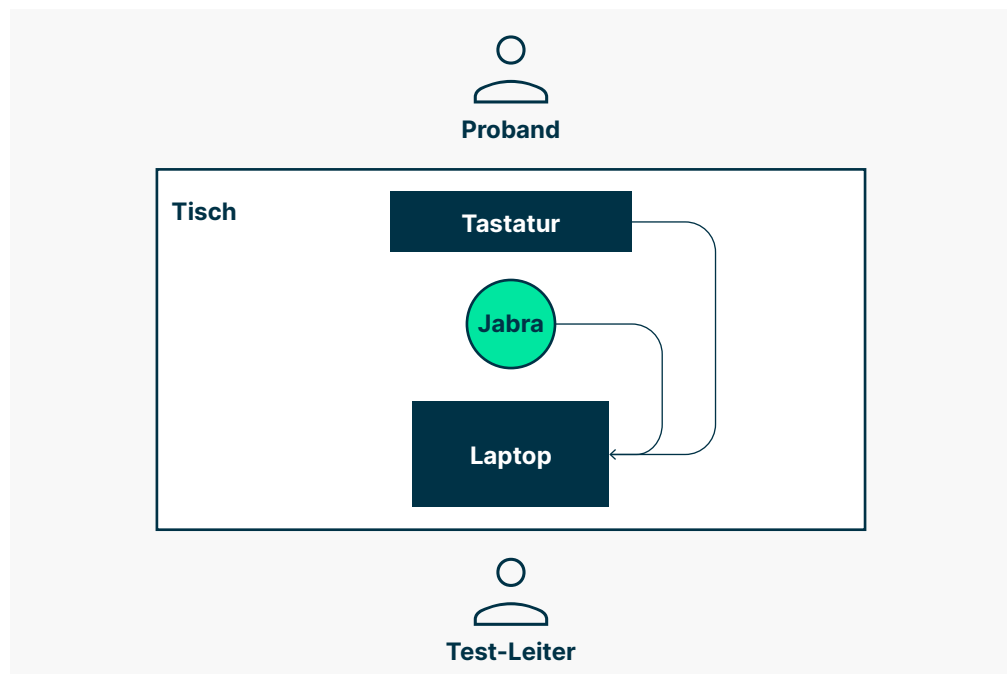 Proband
Tisch
Tastatur
Jabra
Laptop
Test-Leiter